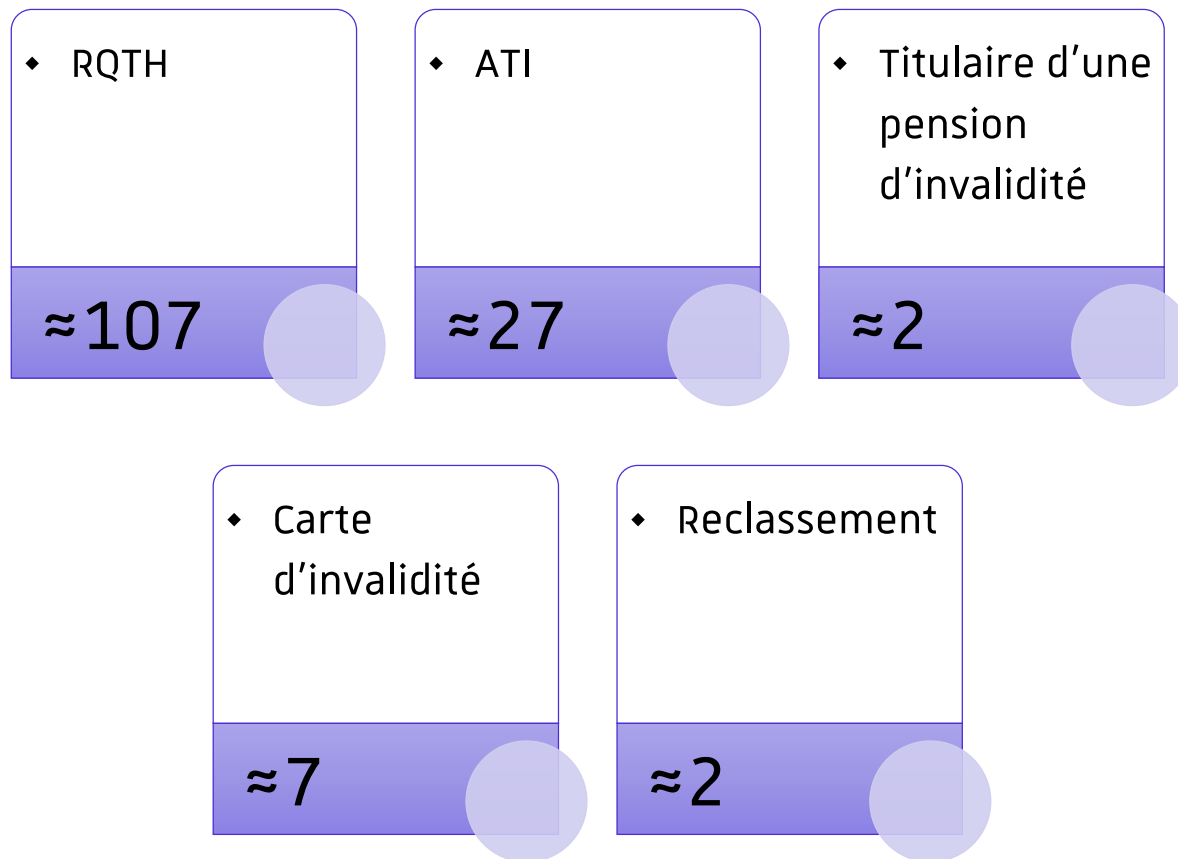 ◆ RQTH
≈107
◆ ATI
≈27
◆ Titulaire d’une
pension
d’invalidité
≈2
◆ Carte
d’invalidité
≈7
◆ Reclassement
≈2